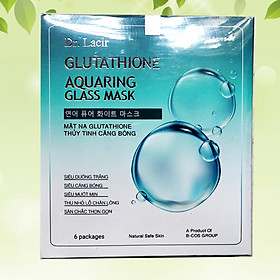 Dr. Lacir
GLUTATHIONE
AQUARING
GLASS MASK
연어 퓨어 화이트 마스크
MẶT NẠ GLUTATHIONE
THỦY TINH CĂNG BÓNG
SIÊU DƯỠNG TRẮNG
SIÊU CĂNG BÓNG
SIÊU MƯỚT MỊN
THU NHỎ LỖ CHÂN LÔNG
SĂN CHẮC THON GỌN
6 packages
Natural Safe Skin
A Product Of
B-COS GROUP